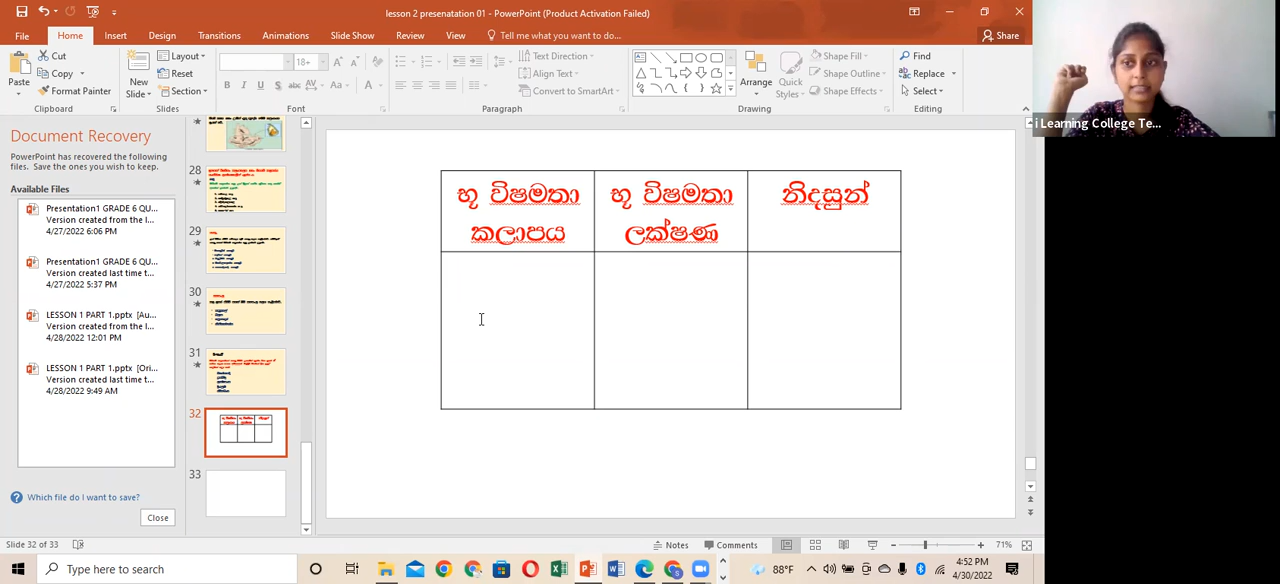 lesson 2 presenatation 01 - PowerPoint (Product Activation Failed)
File Home Insert Design Transitions Animations Slide Show Review View Tell me what you want to do... Share
Paste
Cut
Copy
Format Painter
Clipboard
New
Slide
Layout
Reset
Section
Slides
18+
Font
Text Direction
Align Text
Convert to SmartArt
Paragraph
Arrange
Quick
Styles
Shape Fill
Shape Outline
Shape Effects
Drawing
Find
Replace
Select
Editing
i Learning College Te...
Document Recovery
PowerPoint has recovered the following
files. Save the ones you wish to keep.
Available Files
Presentation1 GRADE 6 QU...
Version created from the l...
4/27/2022 6:06 PM
Presentation1 GRADE 6 QU...
Version created last time t...
4/27/2022 5:37 PM
LESSON 1 PART 1.pptx [Au...
Version created from the l...
4/28/2022 12:01 PM
LESSON 1 PART 1.pptx [Ori...
Version created last time t...
4/28/2022 9:49 AM
Which file do I want to save?
Close
28
29
30
31
32
33
භූ විෂමතා
කලාපය
භූ විෂමතා
ලක්ෂණ
නිදසුන්
Slide 32 of 33
Notes Comments 71%
Type here to search
88°F
4:52 PM
4/30/2022